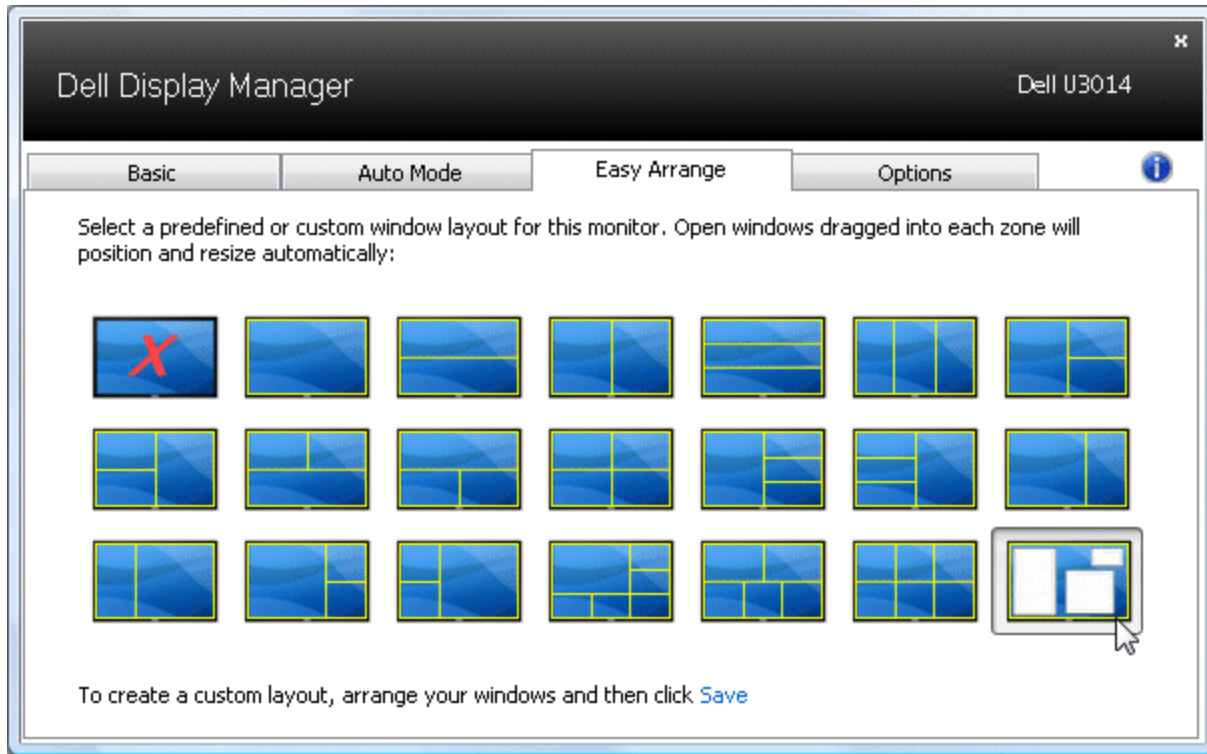 x
Dell Display Manager
Dell U3014
Basic
Auto Mode
Easy Arrange
Options
i
Select a predefined or custom window layout for this monitor. Open windows dragged into each zone will
position and resize automatically:
X
To create a custom layout, arrange your windows and then click Save